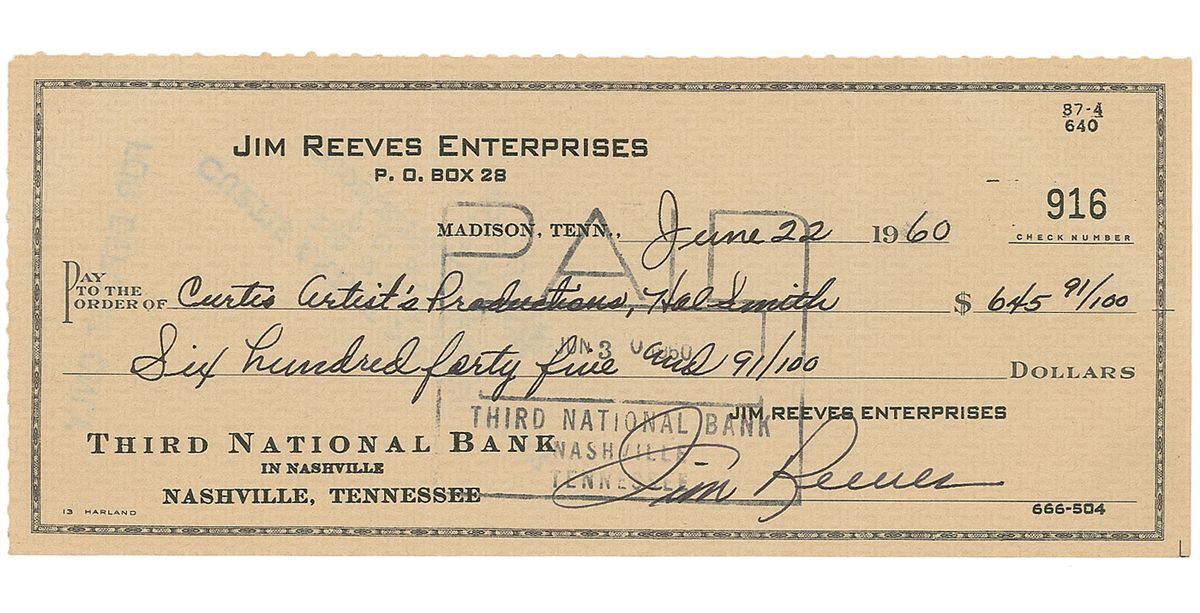 87-4
640
JIM REEVES ENTERPRISES
P. O. BOX 28
916
CHECK NUMBER
MADISON, TENN., June 22 1960
PAID
PAY TO THE ORDER OF Curtis Artist's Productions, Hal Smith $ 645 91/100
JUN 30 1960
Six hundred forty five and 91/100 DOLLARS
THIRD NATIONAL BANK
NASHVILLE
TENNESSEE
JIM REEVES ENTERPRISES
THIRD NATIONAL BANK
IN NASHVILLE
NASHVILLE, TENNESSEE
Jim Reeves
13 HARLAND
666-504